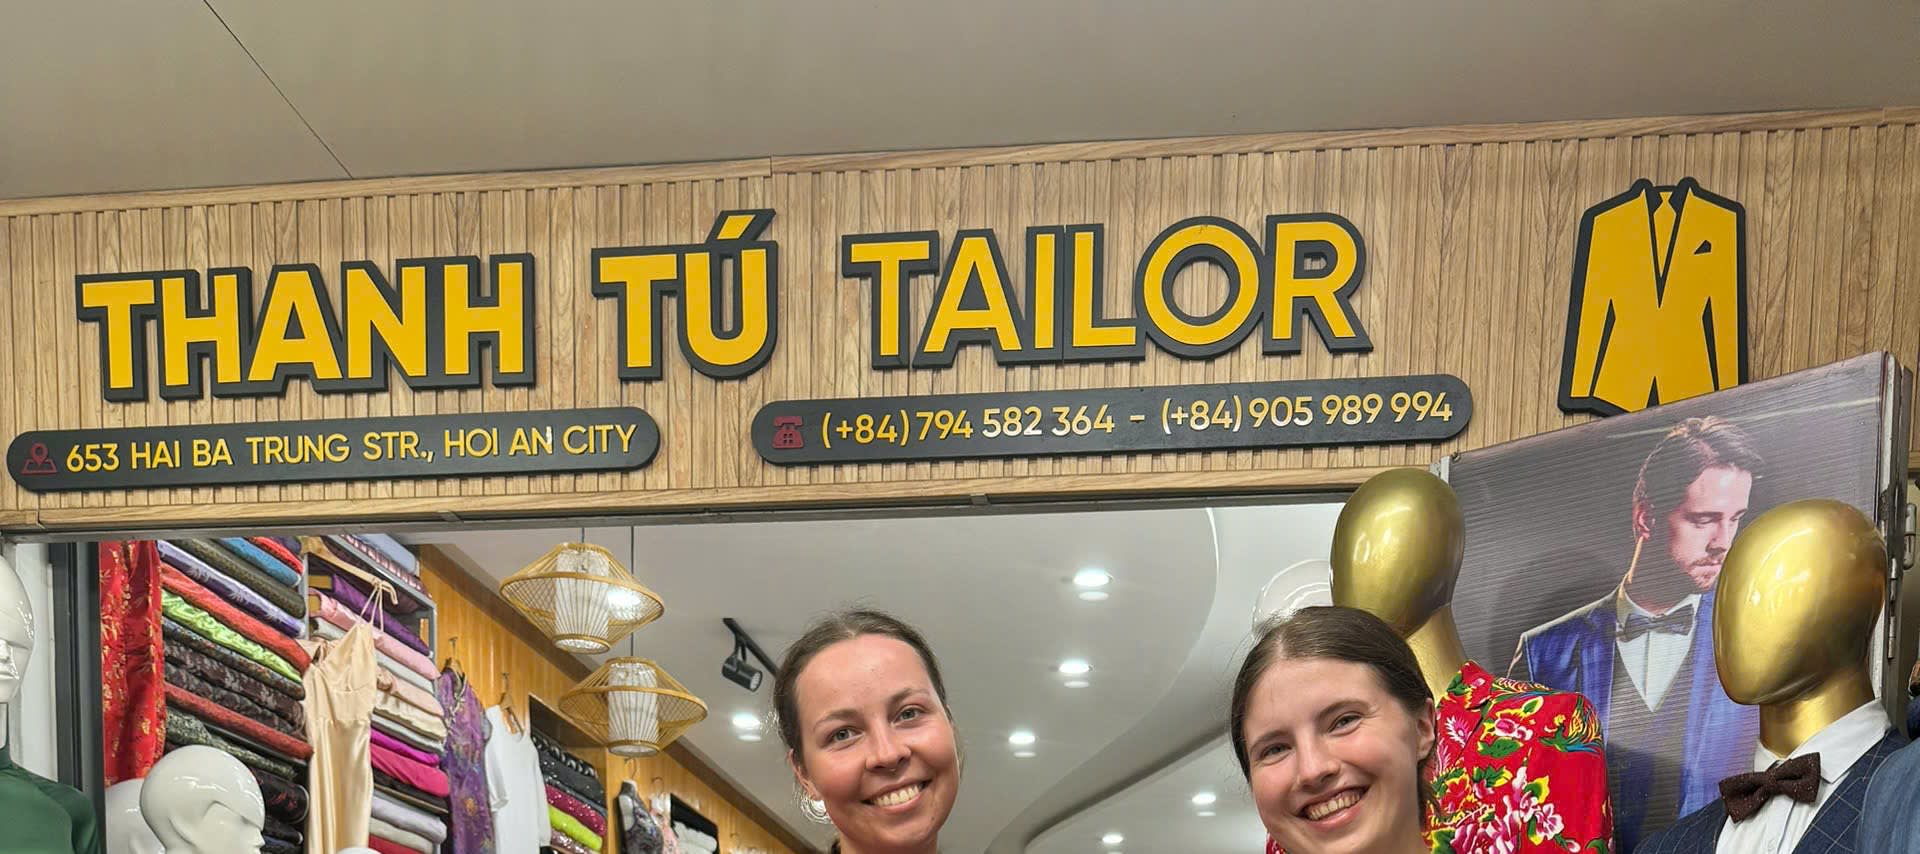 THANH TÚ TAILOR
653 HAI BA TRUNG STR., HOI AN CITY
(+84) 794 582 364 - (+84) 905 989 994